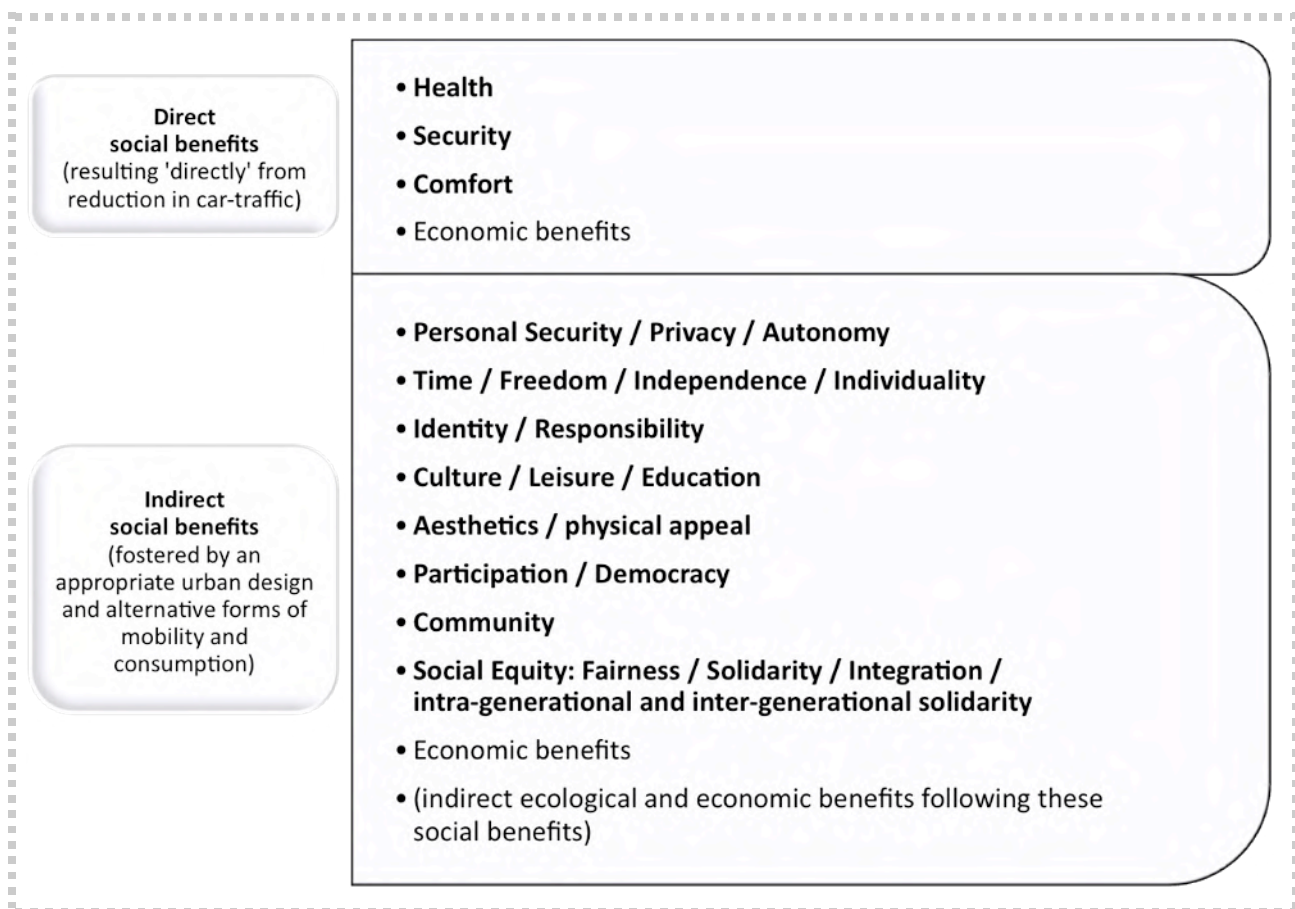 Direct
social benefits
(resulting 'directly' from
reduction in car-traffic)
• Health
• Security
• Comfort
• Economic benefits
Indirect
social benefits
(fostered by an
appropriate urban design
and alternative forms of
mobility and
consumption)
• Personal Security / Privacy / Autonomy
• Time / Freedom / Independence / Individuality
• Identity / Responsibility
• Culture / Leisure / Education
• Aesthetics / physical appeal
• Participation / Democracy
• Community
• Social Equity: Fairness / Solidarity / Integration /
intra-generational and inter-generational solidarity
• Economic benefits
• (indirect ecological and economic benefits following these
social benefits)